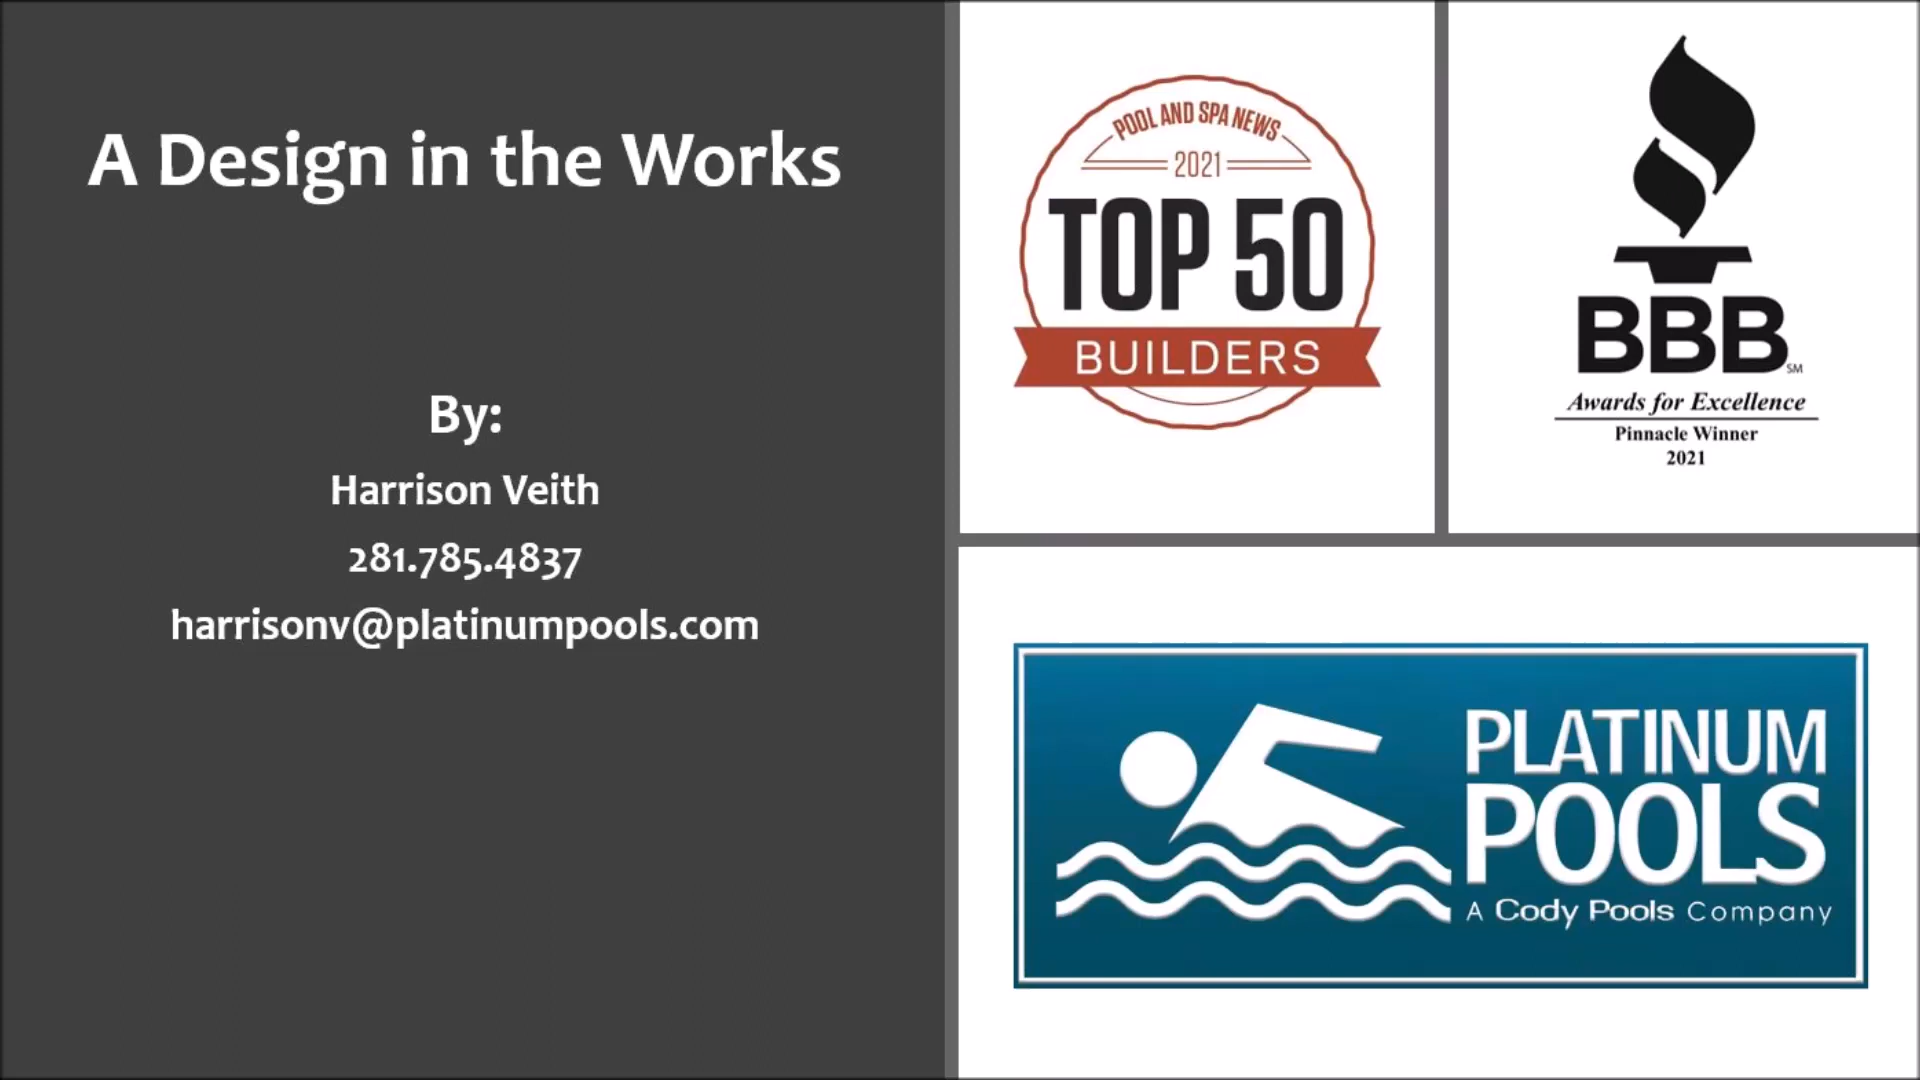 A Design in the Works
By:
Harrison Veith
281.785.4837
harrisonv@platinumpools.com
POOL AND SPA NEWS
2021
TOP 50
BUILDERS
BBB SM
Awards for Excellence
Pinnacle Winner
2021
PLATINUM
POOLS
A Cody Pools Company